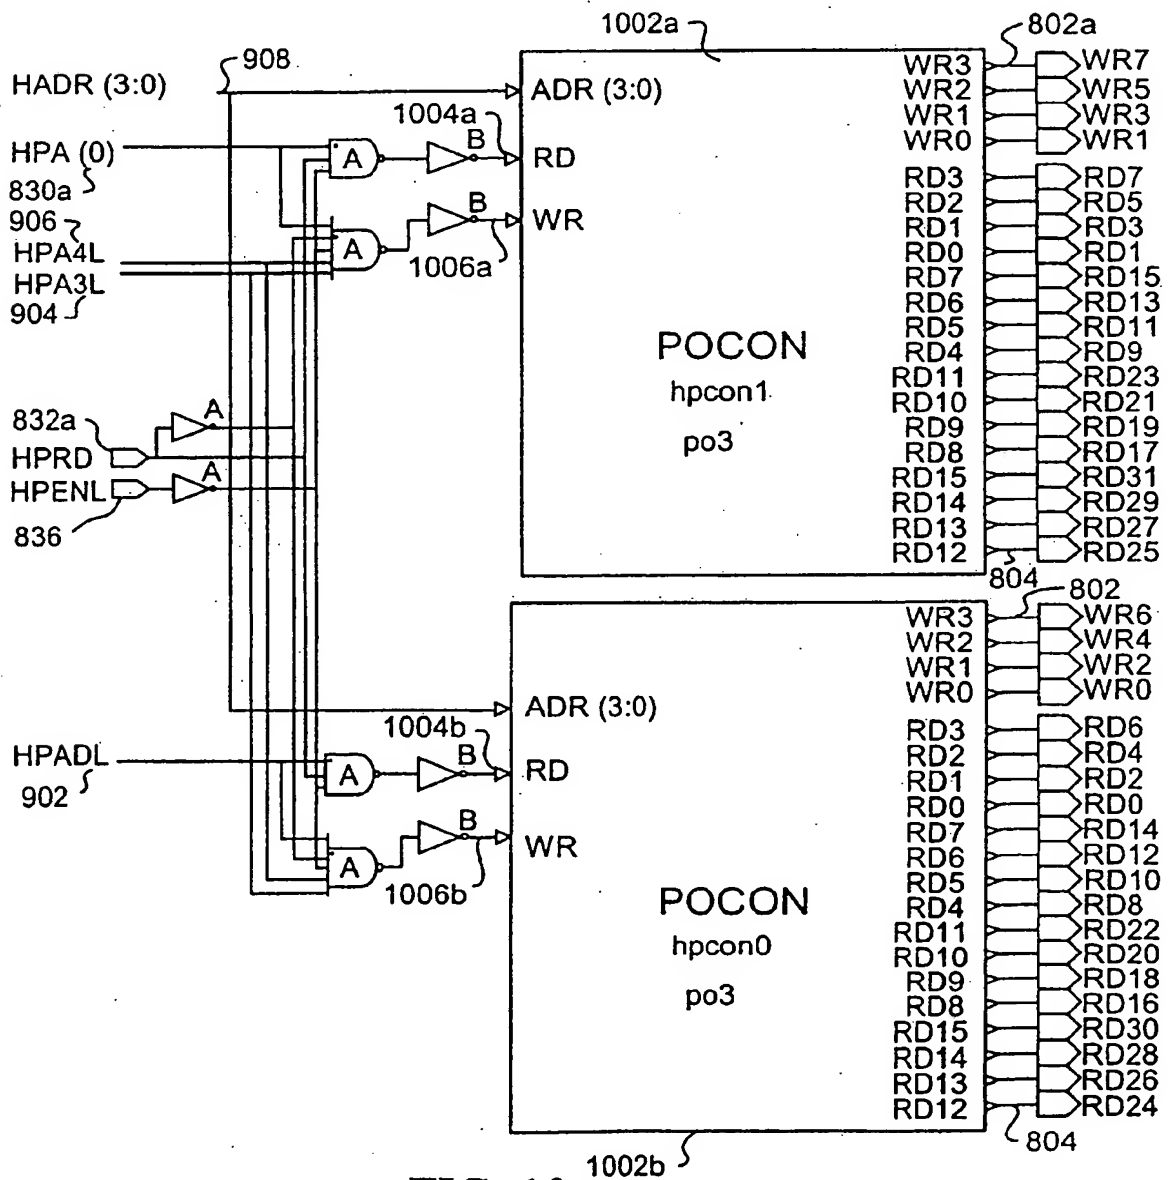 1002a
802a
908
HADR (3:0)
ADR (3:0)
1004a
HPA (0)
A
B
RD
830a
906
HPA4L
HPA3L
904
A
B
WR
1006a
WR3 WR7
WR2 WR5
WR1 WR3
WR0 WR1
RD3 RD7
RD2 RD5
RD1 RD3
RD0 RD1
RD7 RD15
RD6 RD13
RD5 RD11
RD4 RD9
RD11 RD23
RD10 RD21
RD9 RD19
RD8 RD17
RD15 RD31
RD14 RD29
RD13 RD27
RD12 RD25
804
POCON
hpcon1
po3
832a
A
HPRD
A
HPENL
836
802
WR3 WR6
WR2 WR4
WR1 WR2
WR0 WR0
RD3 RD6
RD2 RD4
RD1 RD2
RD0 RD0
RD7 RD14
RD6 RD12
RD5 RD10
RD4 RD8
RD11 RD22
RD10 RD20
RD9 RD18
RD8 RD16
RD15 RD30
RD14 RD28
RD13 RD26
RD12 RD24
804
ADR (3:0)
1004b
HPADL
902
A
B
RD
A
B
WR
1006b
POCON
hpcon0
po3
1002b